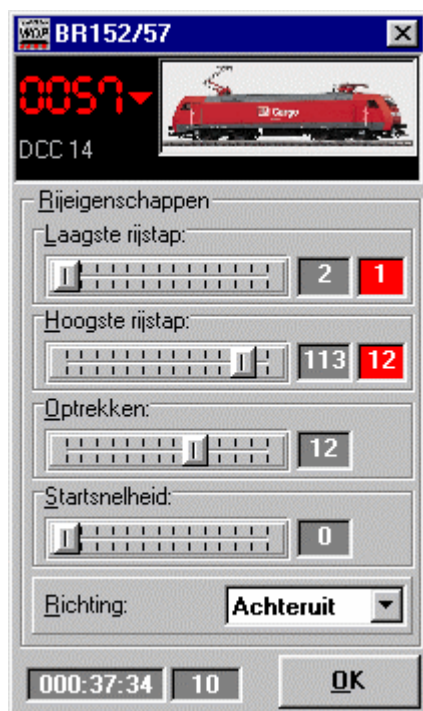 BR152/57
0057
DCC 14
Cargo
Rijeigenschappen
Laagste rijstap:
2 1
Hoogste rijstap:
113 12
Optrekken:
12
Startsnelheid:
0
Richting: Achteruit
000:37:34 10 OK